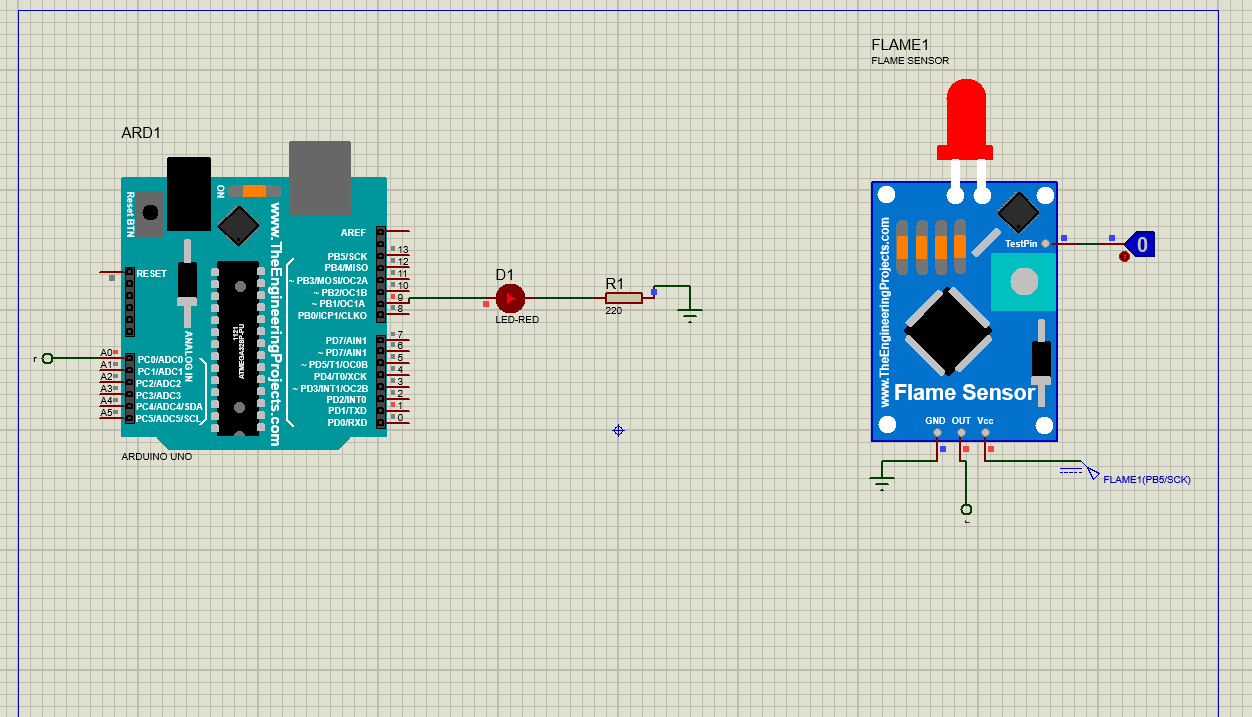 FLAME1
FLAME SENSOR
ARD1
Reset BTN
ON
www.TheEngineeringProjects.com
RESET
ANALOG IN
1121
ATMEGA328P-PU
AREF
PB5/SCK 13
PB4/MISO 12
~ PB3/MOSI/OC2A 11
~ PB2/OC1B 10
~ PB1/OC1A 9
PB0/ICP1/CLKO 8
PD7/AIN1 7
~ PD7/AIN1 6
~ PD5/T1/OC0B 5
PD4/T0/XCK 4
~ PD3/INT1/OC2B 3
PD2/INT0 2
PD1/TXD 1
PD0/RXD 0
r
A0 PC0/ADC0
A1 PC1/ADC1
A2 PC2/ADC2
A3 PC3/ADC3
A4 PC4/ADC4/SDA
A5 PC5/ADC5/SCL
ARDUINO UNO
D1
LED-RED
R1
220
www.TheEngineeringProjects.com
TestPin
0
Flame Sensor
GND OUT Vcc
FLAME1(PB5/SCK)
r